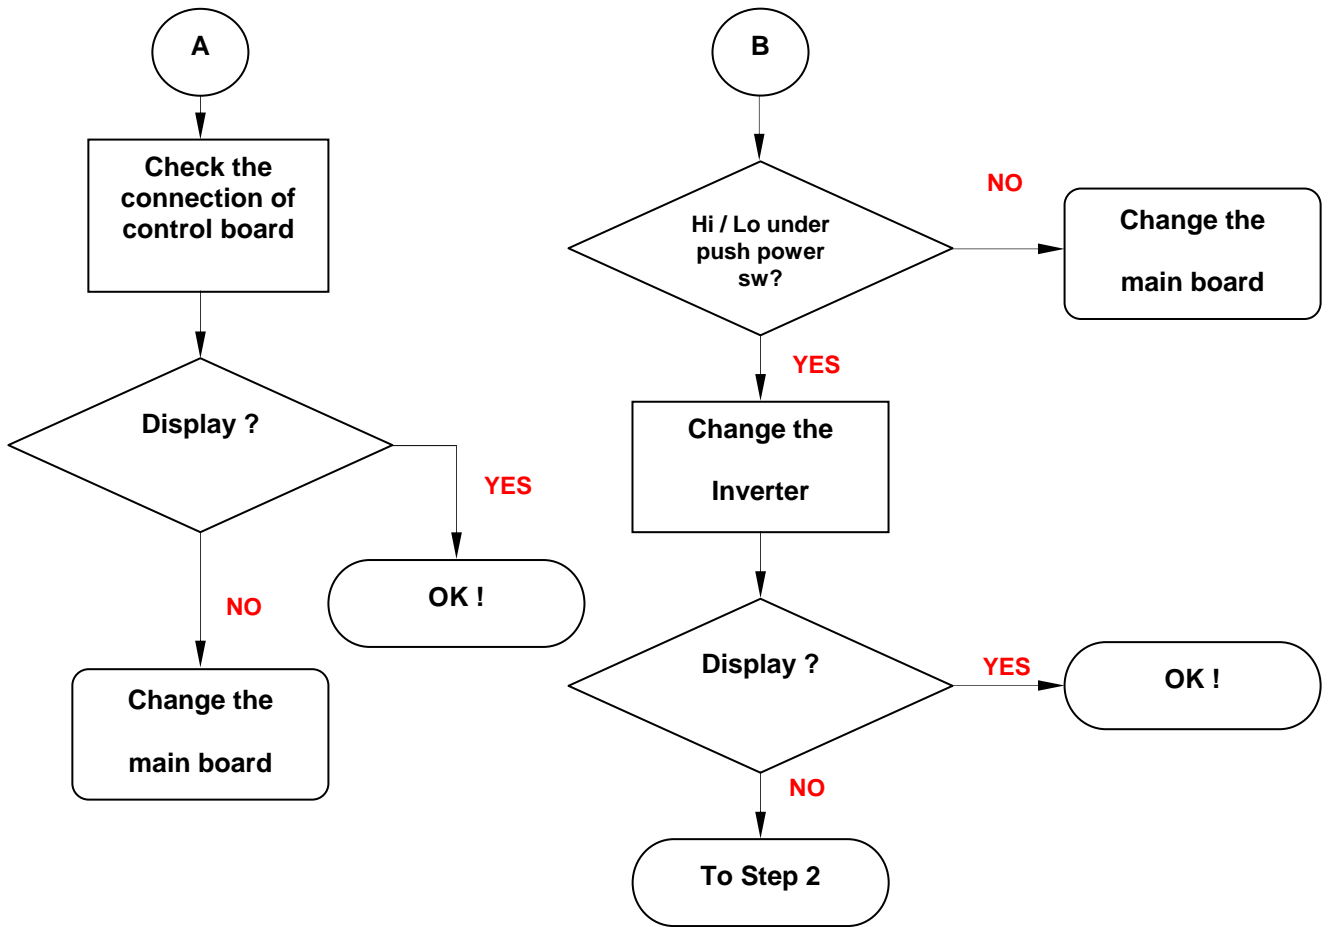 A
Check the
connection of
control board
Display ?
YES
OK !
NO
Change the
main board
B
Hi / Lo under
push power
sw?
NO
Change the
main board
YES
Change the
Inverter
Display ?
YES
OK !
NO
To Step 2